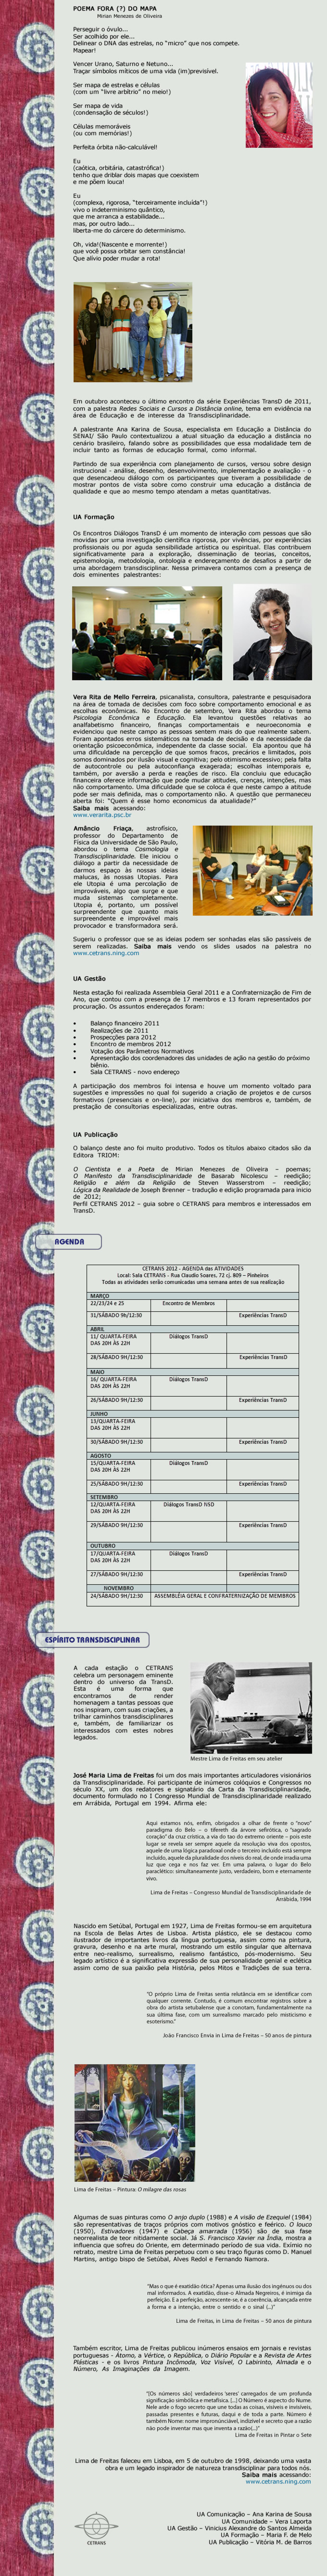 POEMA FORA (?) DO MAPA
Mirian Menezes de Oliveira
Perseguir o óvulo...
Ser acolhido por ele...
Delinear o DNA das estrelas, no “micro” que nos compete.
Mapear!
Vencer Urano, Saturno e Netuno...
Traçar símbolos míticos de uma vida (im)previsível.
Ser mapa de estrelas e células
(com um “livre arbítrio” no meio!)
Ser mapa de vida
(condensação de séculos!)
Células memoráveis
(ou com memórias!)
Perfeita órbita não-calculável!
Eu
(caótica, orbitária, catastrófica!)
tenho que driblar dois mapas que coexistem
e me põem louca!
Eu
(complexa, rigorosa, “terceiramente incluída”!)
vivo o indeterminismo quântico,
que me arranca a estabilidade...
mas, por outro lado...
liberta-me do cárcere do determinismo.
Oh, vida!(Nascente e morrente!)
que você possa orbitar sem constância!
Que alívio poder mudar a rota!
Em outubro aconteceu o último encontro da série Experiências TransD de 2011,
com a palestra Redes Sociais e Cursos a Distância online, tema em evidência na
área de Educação e de interesse da Transdisciplinaridade.
A palestrante Ana Karina de Sousa, especialista em Educação a Distância do
SENAI/ São Paulo contextualizou a atual situação da educação a distância no
cenário brasileiro, falando sobre as possibilidades que essa modalidade tem de
incluir tanto as formas de educação formal, como informal.
Partindo de sua experiência com planejamento de cursos, versou sobre design
instrucional - análise, desenho, desenvolvimento, implementação e avaliação - o
que desencadeou diálogo com os participantes que tiveram a possibilidade de
mostrar pontos de vista sobre como construir uma educação a distância de
qualidade e que ao mesmo tempo atendam a metas quantitativas.
UA Formação
Os Encontros Diálogos TransD é um momento de interação com pessoas que são
movidas por uma investigação científica rigorosa, por vivências, por experiências
profissionais ou por aguda sensibilidade artística ou espiritual. Elas contribuem
significativamente para a exploração, disseminação de teorias, conceitos,
epistemologia, metodologia, ontologia e endereçamento de desafios a partir de
uma abordagem transdisciplinar. Nessa primavera contamos com a presença de
dois eminentes palestrantes:
Vera Rita de Mello Ferreira, psicanalista, consultora, palestrante e pesquisadora
na área de tomada de decisões com foco sobre comportamento emocional e as
escolhas econômicas. No Encontro de setembro, Vera Rita abordou o tema
Psicologia Econômica e Educação. Ela levantou questões relativas ao
analfabetismo financeiro, finanças comportamentais e neuroeconomia e
evidenciou que neste campo as pessoas sentem mais do que realmente sabem.
Foram apontados erros sistemáticos na tomada de decisão e da necessidade da
orientação psicoeconômica, independente da classe social. Ela apontou que há
uma dificuldade na percepção de que somos fracos, precários e limitados, por
isso nos dominamos pelo viés emocional e cognitivo; pelo otimismo excessivo; pela falta
de autocontrole ou pela autoconfiança exagerada; escolhas intemporais e,
também, por aversão a perda e reações de risco. Ela concluiu que educação
financeira oferece informação que pode mudar atitudes, crenças, intenções, mas
não comportamento. Uma dificuldade que se coloca é que neste campo a atitude
pode ser mais definida, mas o comportamento não. A questão que permaneceu
aberta foi: “Quem é esse homo economicus da atualidade?”
Saiba mais acessando:
www.verarita.psc.br
Amâncio Friaça, astrofísico,
professor do Departamento de
Física da Universidade de São Paulo,
abordou o tema Cosmologia e
Transdisciplinaridade. Ele iniciou o
diálogo a partir da necessidade de
darmos espaço às nossas ideias
malucas, às nossas Utopias. Para
ele Utopia é uma percolação de
improváveis, algo que surge e que
muda sistemas completamente.
Utopia é, portanto, um possível
surpreendente que quanto mais
surpreendente e improvável mais
provocador e transformadora será.
Sugeriu o professor que se as ideias podem ser sonhadas elas são passíveis de
serem realizadas. Saiba mais vendo os slides usados na palestra no
www.cetrans.ning.com
UA Gestão
Nesta estação foi realizada Assembleia Geral 2011 e a Confraternização de Fim de
Ano, que contou com a presença de 17 membros e 13 foram representados por
procuração. Os assuntos endereçados foram:
• Balanço financeiro 2011
• Realizações de 2011
• Prospecções para 2012
• Encontro de membros 2012
• Votação dos Parâmetros Normativos
• Apresentação dos coordenadores das unidades de ação na gestão do próximo
biênio.
• Sala CETRANS - novo endereço
A participação dos membros foi intensa e houve um momento voltado para
sugestões e impressões no qual foi sugerido a criação de projetos e de cursos
formativos (presenciais e on-line), por iniciativa dos membros e, também, de
prestação de consultorias especializadas, entre outras.
UA Publicação
O balanço deste ano foi muito produtivo. Todos os títulos abaixo citados são da
Editora TRIOM:
O Cientista e a Poeta de Mirian Menezes de Oliveira – poemas;
O Manifesto da Transdisciplinaridade de Basarab Nicolescu – reedição;
Religião e além da Religião de Steven Wasserstrom – reedição;
Lógica da Realidade de Joseph Brenner – tradução e edição programada para inicio
de 2012;
Perfil CETRANS 2012 – guia sobre o CETRANS para membros e interessados em
TransD.
AGENDA
CETRANS 2012 - AGENDA das ATIVIDADES
Local: Sala CETRANS - Rua Claudio Soares, 72 cj. 809 – Pinheiros
Todas as atividades serão comunicadas uma semana antes de sua realização
MARÇO
22/23/24 e 25 Encontro de Membros
31/SÁBADO 9h/12:30 Experiências TransD
ABRIL
11/ QUARTA-FEIRA Diálogos TransD
DAS 20H ÀS 22H
28/SÁBADO 9H/12:30 Experiências TransD
MAIO
16/ QUARTA-FEIRA Diálogos TransD
DAS 20H ÀS 22H
26/SÁBADO 9H/12:30 Experiências TransD
JUNHO
13/QUARTA-FEIRA
DAS 20H ÀS 22H
30/SÁBADO 9H/12:30 Experiências TransD
AGOSTO
15/QUARTA-FEIRA Diálogos TransD
DAS 20H ÀS 22H
25/SÁBADO 9H/12:30 Experiências TransD
SETEMBRO
12/QUARTA-FEIRA Diálogos TransD NSD
DAS 20H ÀS 22H
29/SÁBADO 9H/12:30 Experiências TransD
OUTUBRO
17/QUARTA-FEIRA Diálogos TransD
DAS 20H ÀS 22H
27/SÁBADO 9H/12:30 Experiências TransD
NOVEMBRO
24/SÁBADO 9H/12:30 ASSEMBLÉIA GERAL E CONFRATERNIZAÇÃO DE MEMBROS
ESPÍRITO TRANSDISCIPLINAR
A cada estação o CETRANS
celebra um personagem eminente
dentro do universo da TransD.
Esta é uma forma que
encontramos de render
homenagem a tantas pessoas que
nos inspiram, com suas criações, a
trilhar caminhos transdisciplinares
e, também, de familiarizar os
interessados com estes nobres
legados.
Mestre Lima de Freitas em seu atelier
José Maria Lima de Freitas foi um dos mais importantes articuladores visionários
da Transdisciplinaridade. Foi participante de inúmeros colóquios e Congressos no
século XX, um dos redatores e signatário da Carta da Transdisciplinaridade,
documento formulado no I Congresso Mundial de Transdisciplinaridade realizado
em Arrábida, Portugal em 1994. Afirma ele:
Aqui estamos nós, enfim, obrigados a olhar de frente o “novo”
paradigma do Belo – o tifereth da árvore sefirótica, o “sagrado
coração” da cruz crística, a via do tao do extremo oriente – pois este
lugar se revela ser sempre aquele da resolução viva dos opostos,
aquele de uma lógica paradoxal onde o terceiro incluído está sempre
incluído, aquele da pluralidade dos níveis do real, de onde irradia uma
luz que cega e nos faz ver. Em uma palavra, o lugar do Belo
paraclético: simultaneamente justo, verdadeiro, bom e eternamente
vivo.
Lima de Freitas – Congresso Mundial de Transdisciplinaridade de
Arrábida, 1994
Nascido em Setúbal, Portugal em 1927, Lima de Freitas formou-se em arquitetura
na Escola de Belas Artes de Lisboa. Artista plástico, ele se destacou como
ilustrador de importantes livros da língua portuguesa, assim como na pintura,
gravura, desenho e na arte mural, mostrando um estilo singular que alternava
entre neo-realismo, surrealismo, realismo fantástico, pós-modernismo. Seu
legado artístico é a significativa expressão de sua personalidade genial e eclética
assim como de sua paixão pela História, pelos Mitos e Tradições de sua terra.
“O próprio Lima de Freitas sentia relutância em se identificar com
qualquer corrente. Contudo, é comum encontrar registros sobre a
obra do artista setubalense que a conotam, fundamentalmente na
sua última fase, com um surrealismo marcado pelo misticismo e
esoterismo.”
João Francisco Envia in Lima de Freitas – 50 anos de pintura
Lima de Freitas – Pintura: O milagre das rosas
Algumas de suas pinturas como O anjo duplo (1988) e A visão de Ezequiel (1984)
são representativas de traços próprios com motivos gnóstico e feérico. O louco
(1950), Estivadores (1947) e Cabeça amarrada (1956) são de sua fase
neorrealista de teor nitidamente social. Já S. Francisco Xavier na Índia, mostra a
influência que sofreu do Oriente, em determinado período de sua vida. Exímio no
retrato, mestre Lima de Freitas perpetuou com o seu traço figuras como D. Manuel
Martins, antigo bispo de Setúbal, Alves Redol e Fernando Namora.
“Mas o que é exatidão ótica? Apenas uma ilusão dos ingênuos ou dos
mal informados. A exatidão, disse-o Almada Negreiros, é inimiga da
perfeição. E a perfeição, acrescente-se, é a coerência, alcançada entre
a forma e a intenção, entre o sentido e o sinal (...)”
Lima de Freitas, in Lima de Freitas – 50 anos de pintura
Também escritor, Lima de Freitas publicou inúmeros ensaios em jornais e revistas
portuguesas - Átomo, a Vértice, o República, o Diário Popular e a Revista de Artes
Plásticas - e os livros Pintura Incômoda, Voz Visível, O Labirinto, Almada e o
Número, As Imaginações da Imagem.
“[Os números são] verdadeiros ‘seres’ carregados de um profunda
significação simbólica e metafísica. [...] O Número é aspecto do Nume.
Nele arde o fogo secreto que une todas as coisas, visíveis e invisíveis,
passadas presentes e futuras, daqui e de toda a parte. Número é
também Nome: nome impronunciável, indizível e secreto que a razão
não pode inventar mas que inventa a razão(...)”
Lima de Freitas in Pintar o Sete
Lima de Freitas faleceu em Lisboa, em 5 de outubro de 1998, deixando uma vasta
obra e um legado inspirador de natureza transdisciplinar para todos nós.
Saiba mais acessando:
www.cetrans.ning.com
CETRANS
UA Comunicação – Ana Karina de Sousa
UA Comunidade – Vera Laporta
UA Gestão – Vinicius Alexandre do Santos Almeida
UA Formação – Maria F. de Melo
UA Publicação – Vitória M. de Barros